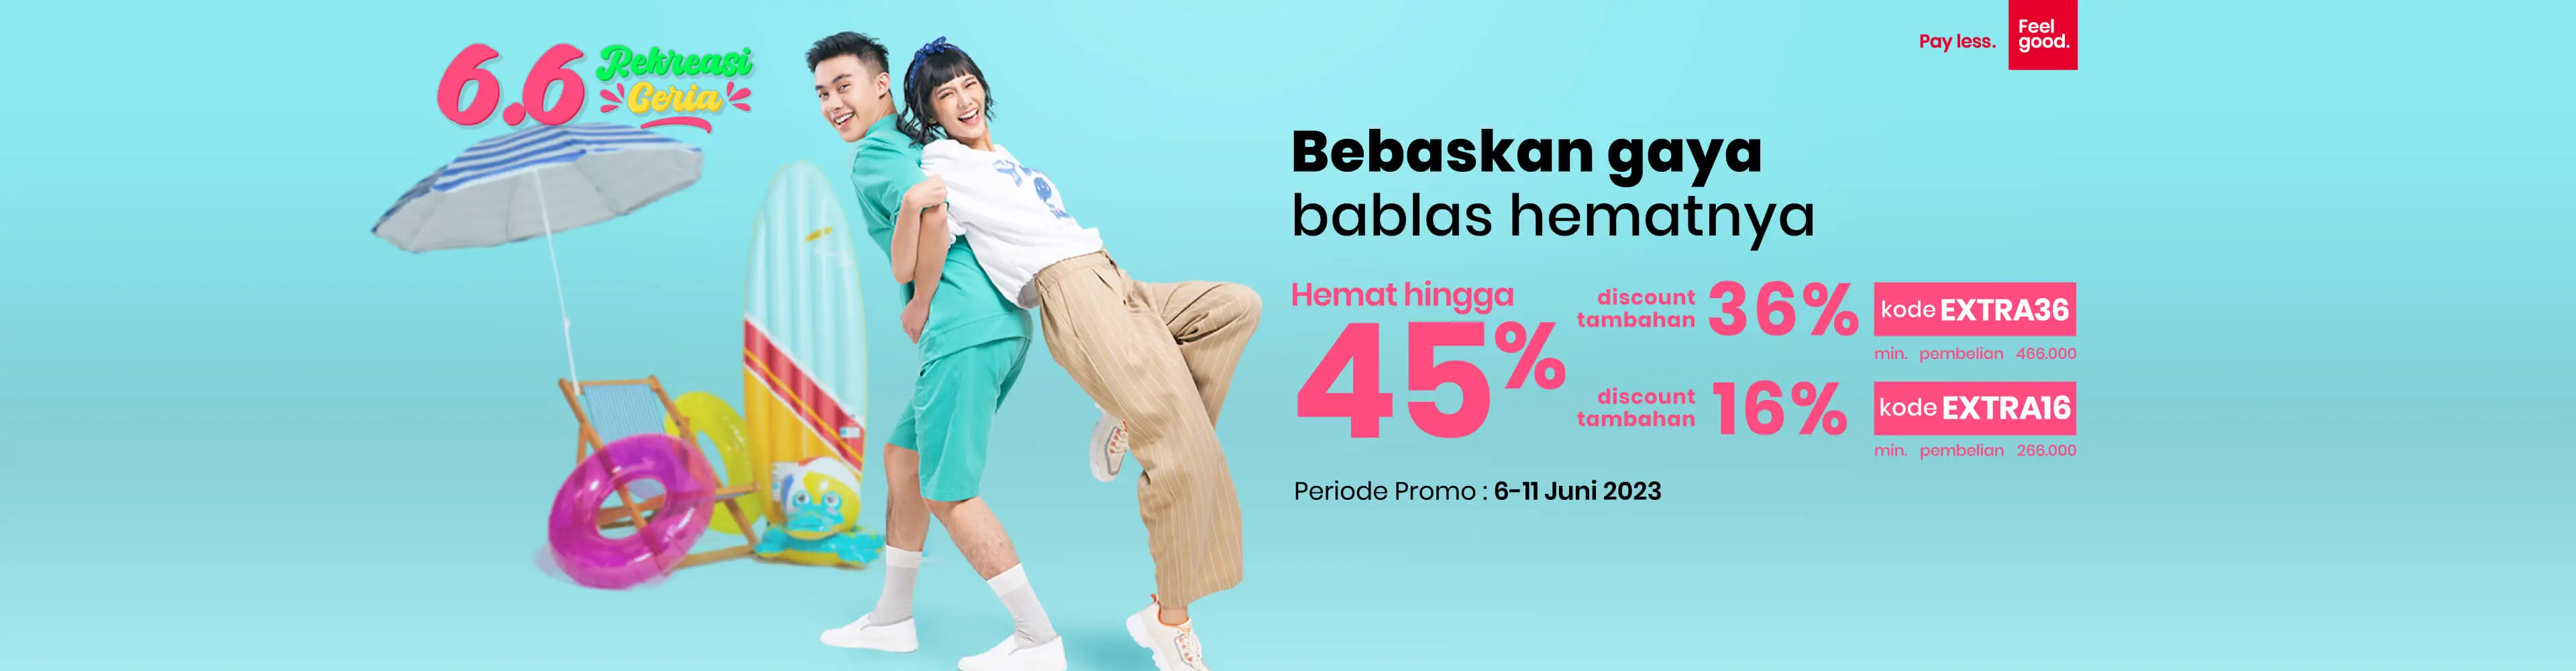 6.6 Rekreasi
Ceria
Pay less.
Feel
good.
Bebaskan gaya
bablas hematnya
Hemat hingga
45%
discount
tambahan
36%
kode EXTRA36
min. pembelian 466.000
discount
tambahan
16%
kode EXTRA16
min. pembelian 266.000
Periode Promo : 6-11 Juni 2023